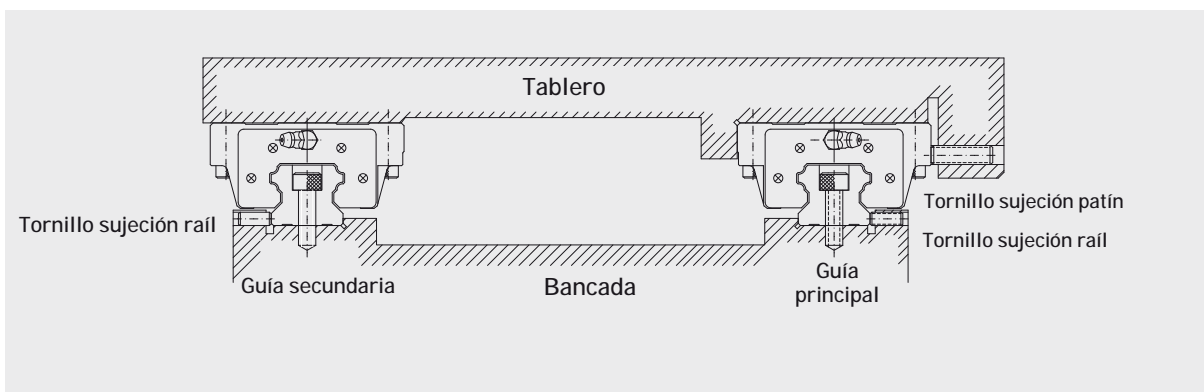 Tablero
Tornillo sujeción raíl
Tornillo sujeción patín
Tornillo sujeción raíl
Guía secundaria
Bancada
Guía
principal